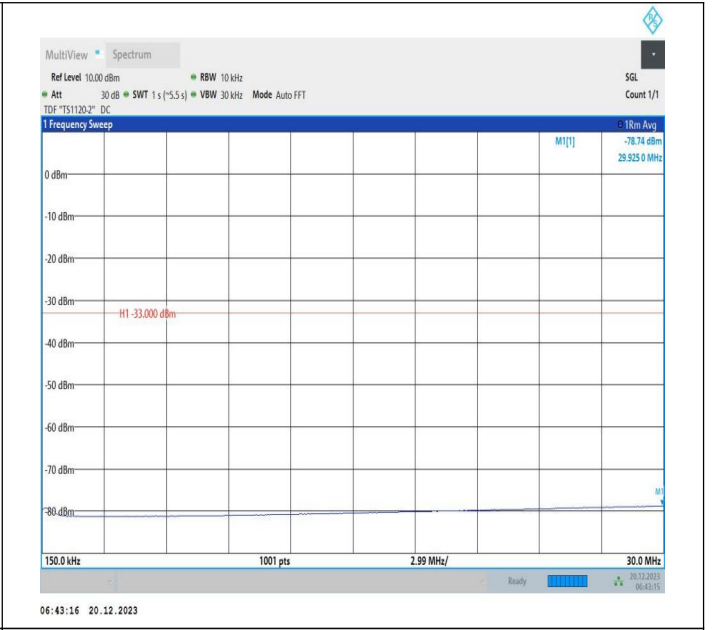 MultiView Spectrum
Ref Level 10.00 dBm RBW 10 kHz SGL
Att 30 dB SWT 1 s (~5.5 s) VBW 30 kHz Mode Auto FFT Count 1/1
TDF "TS1120-2" DC
1 Frequency Sweep 1Rm Avg
M1[1] -78.74 dBm
29.925 0 MHz
0 dBm
-10 dBm
-20 dBm
-30 dBm
H1 -33.000 dBm
-40 dBm
-50 dBm
-60 dBm
-70 dBm
M1
-80 dBm
150.0 kHz 1001 pts 2.99 MHz/ 30.0 MHz
Ready 20.12.2023
06:43:15
06:43:16 20.12.2023